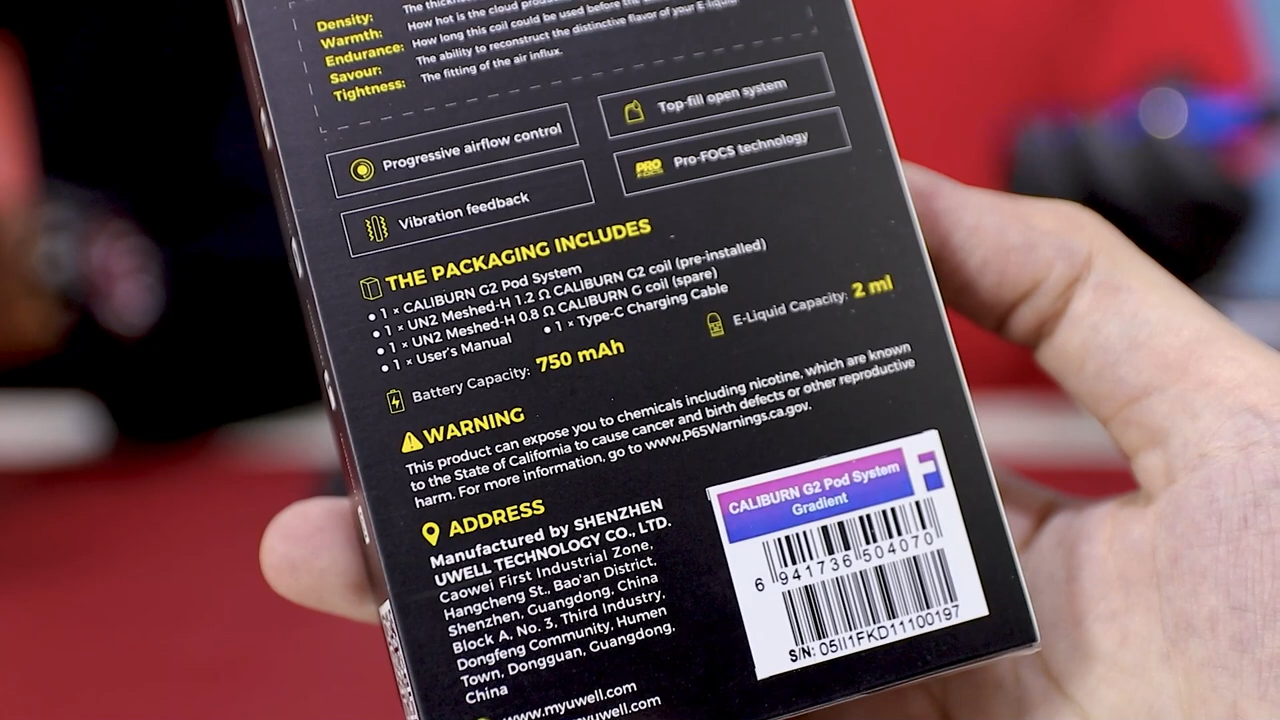 Density:
Warmth: How hot is the cloud
Endurance: How long this coil could be used before the
Savour: The ability to reconstruct the distinctive flavor of your E-liquid
Tightness: The fitting of the air influx.
Progressive airflow control
Top-fill open system
Vibration feedback
PRO Pro-FOCS technology
THE PACKAGING INCLUDES
• 1 × CALIBURN G2 Pod System
• 1 × UN2 Meshed-H 1.2 Ω CALIBURN G2 coil (pre-installed)
• 1 × UN2 Meshed-H 0.8 Ω CALIBURN G coil (spare)
• 1 × User's Manual • 1 × Type-C Charging Cable
Battery Capacity: 750 mAh
E-Liquid Capacity: 2 ml
WARNING
This product can expose you to chemicals including nicotine, which are known
to the State of California to cause cancer and birth defects or other reproductive
harm. For more information, go to www.P65Warnings.ca.gov.
ADDRESS
Manufactured by SHENZHEN
UWELL TECHNOLOGY CO., LTD.
Caowei First Industrial Zone,
Hangcheng St., Bao'an District,
Shenzhen, Guangdong, China
Block A, No. 3, Third Industry,
Dongfeng Community, Humen
Town, Dongguan, Guangdong,
China
www.myuwell.com
myuwell.com
CALIBURN G2 Pod System
Gradient
F
6 941736 504070
S/N: 05II1FKD11100197